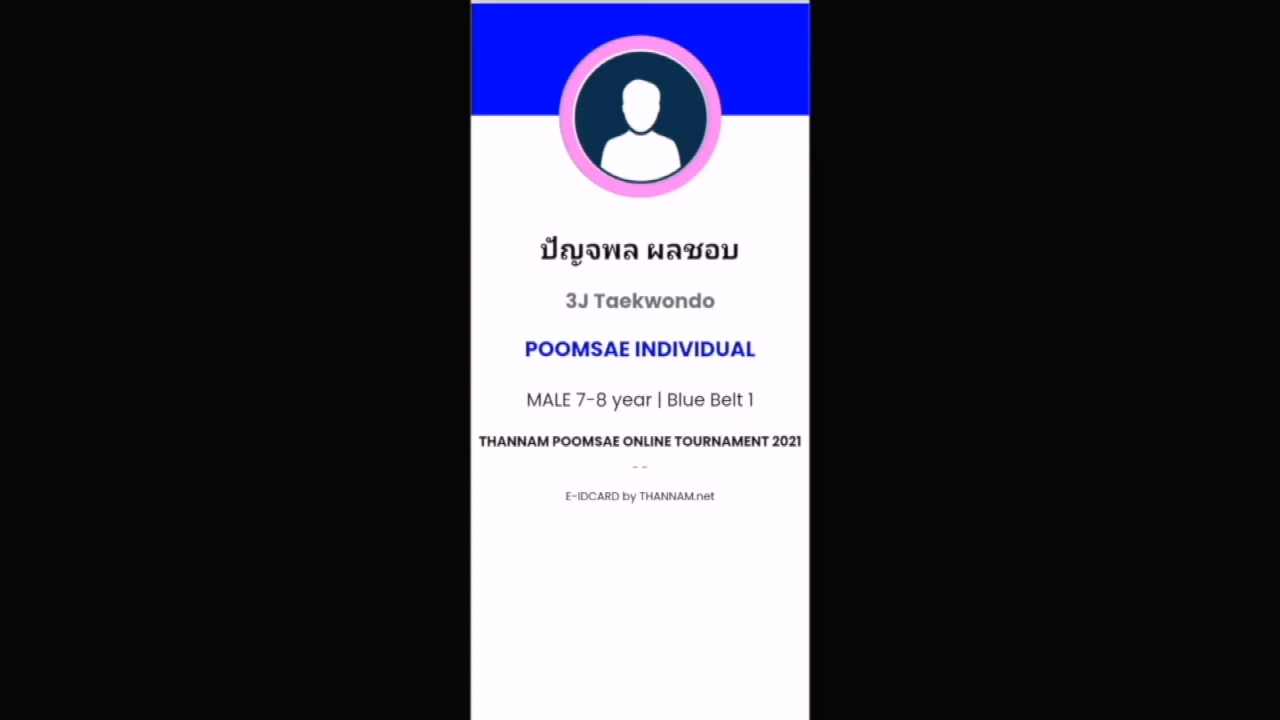 ปัญจพล ผลชอบ
3J Taekwondo
POOMSAE INDIVIDUAL
MALE 7-8 year | Blue Belt 1
THANNAM POOMSAE ONLINE TOURNAMENT 2021
- -
E-IDCARD by THANNAM.net